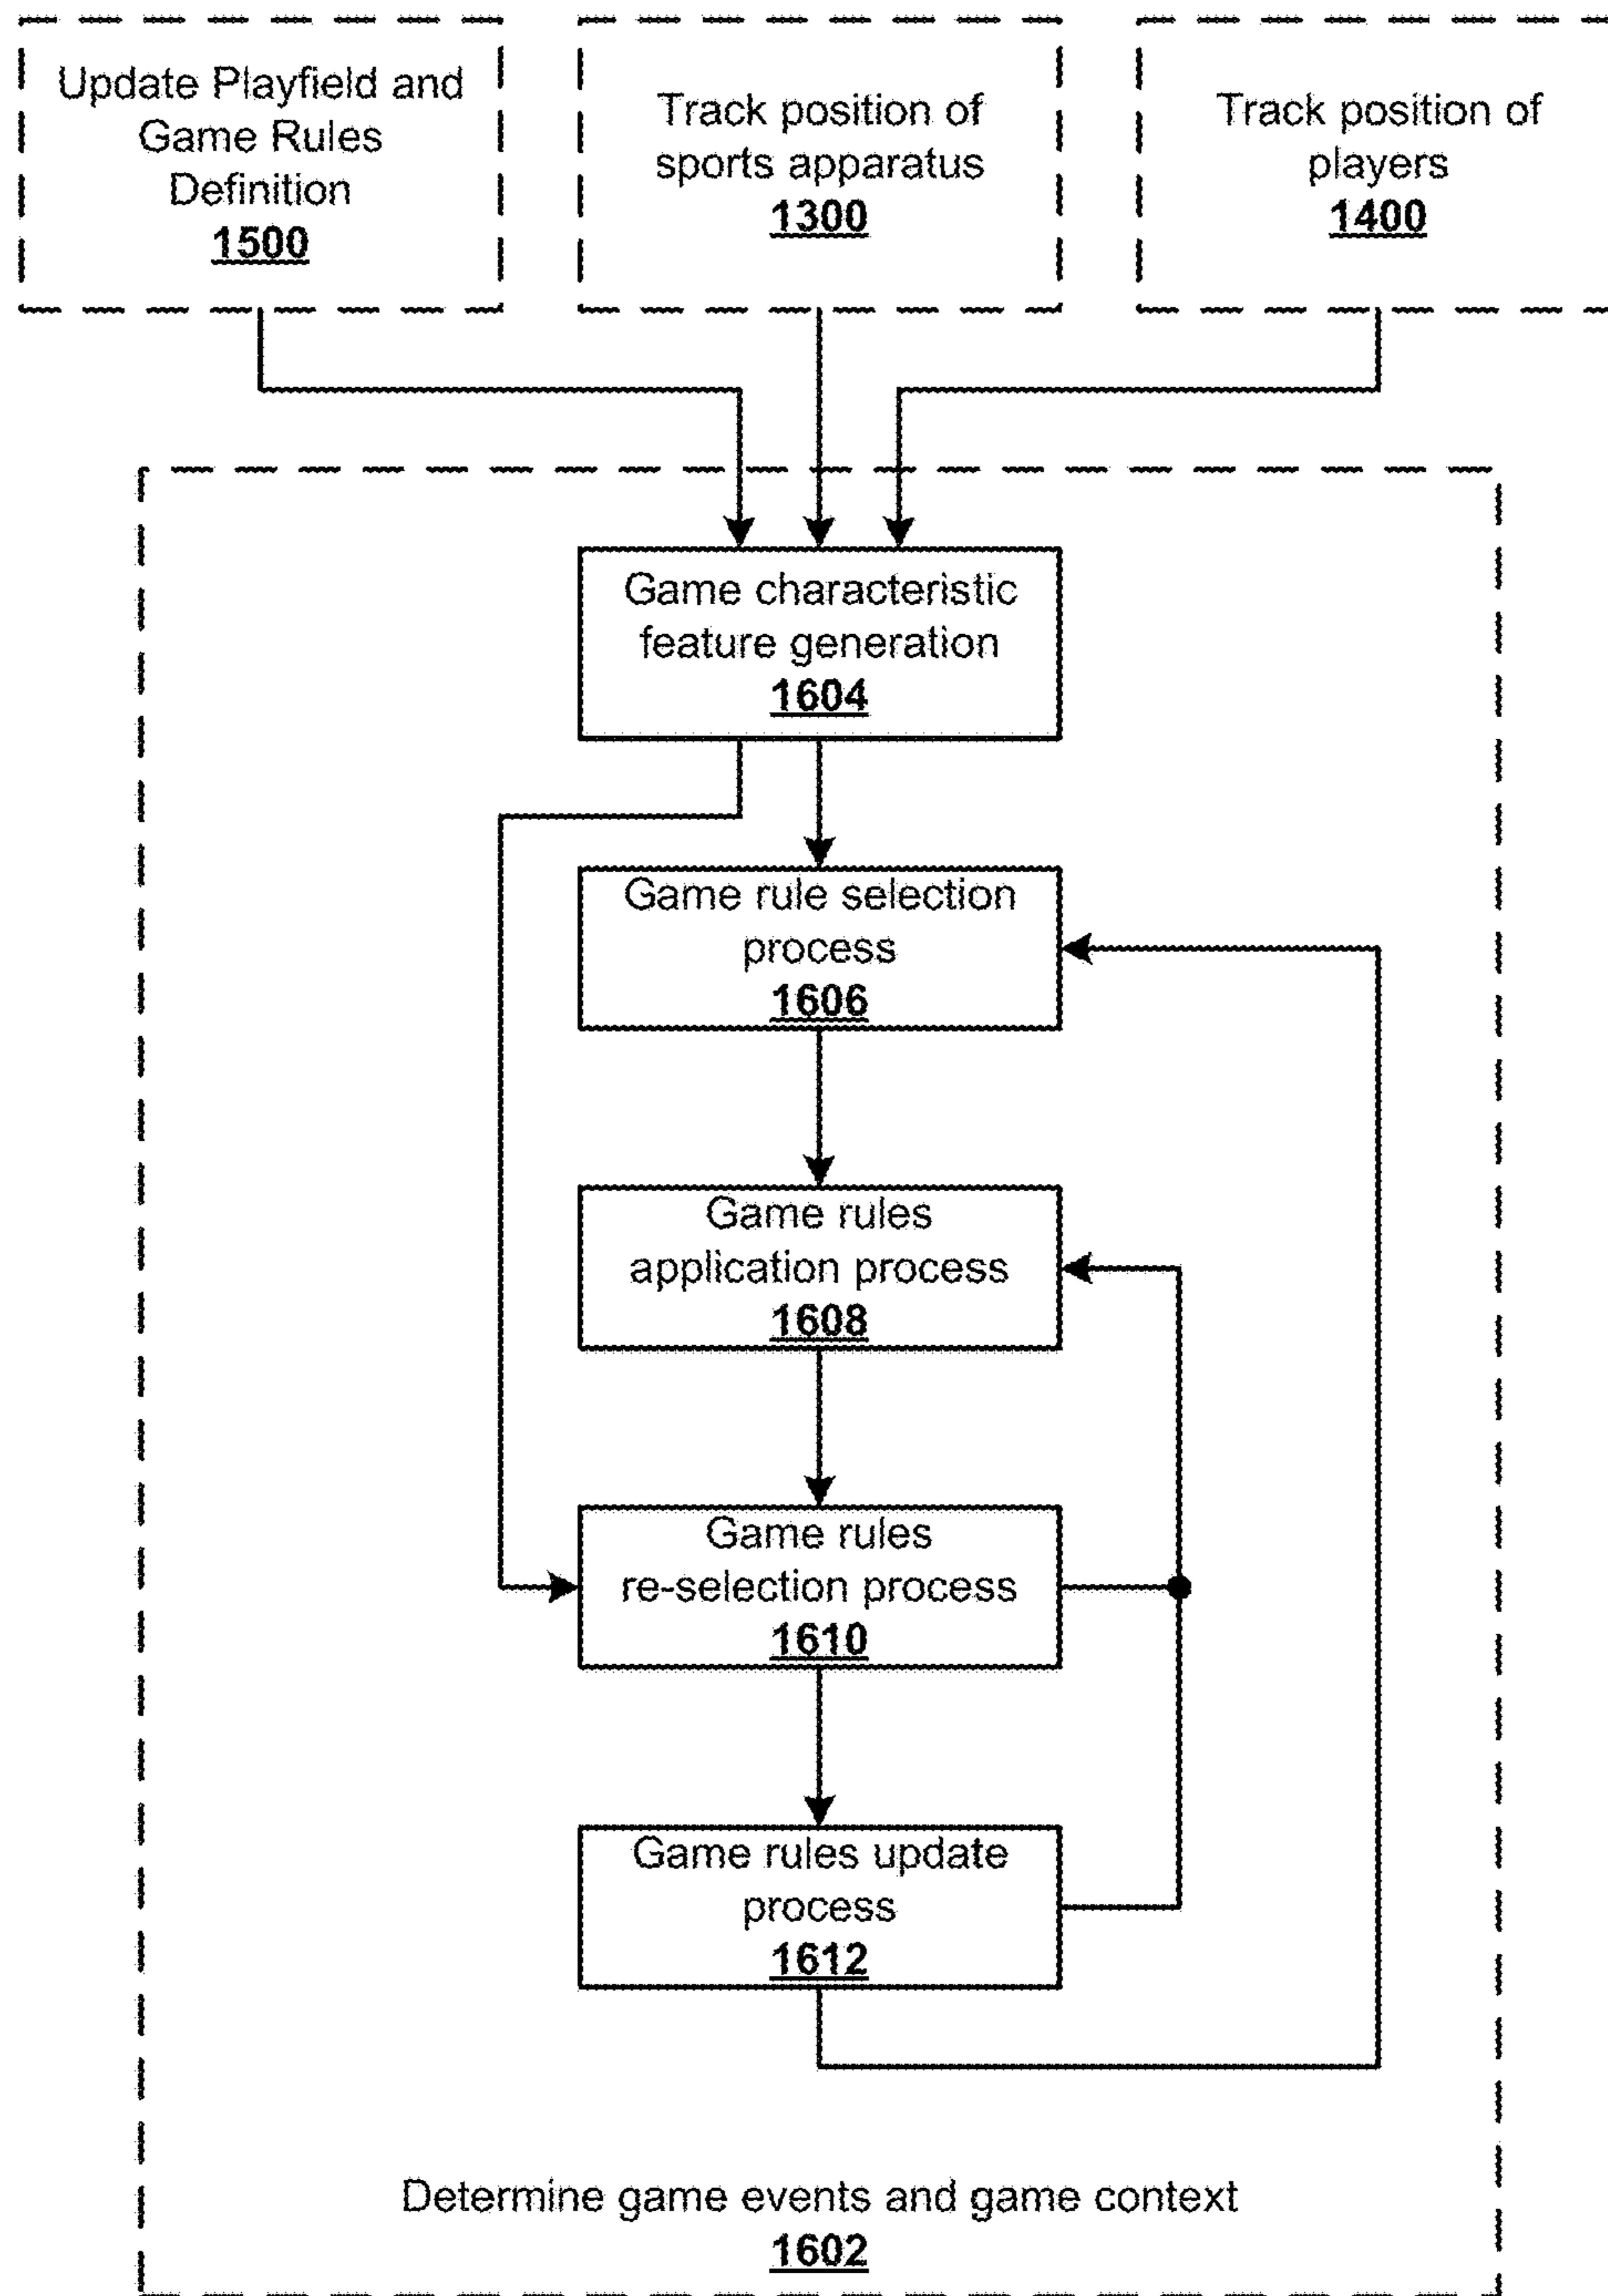 Update Playfield and
Game Rules
Definition
1500
Track position of
sports apparatus
1300
Track position of
players
1400
Game characteristic
feature generation
1604
Game rule selection
process
1606
Game rules
application process
1608
Game rules
re-selection process
1610
Game rules update
process
1612
Determine game events and game context
1602